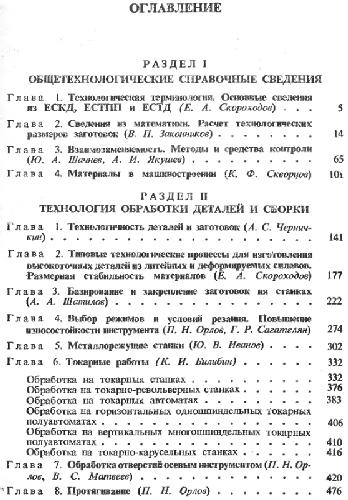 ОГЛАВЛЕНИЕ
РАЗДЕЛ I
ОБЩЕТЕХНОЛОГИЧЕСКИЕ СПРАВОЧНЫЕ СВЕДЕНИЯ
Глава 1. Технологическая терминология. Основные сведения
из ЕСКД, ЕСТПП и ЕСТД (Е. А. Скороходов) . . . 5
Глава 2. Сведения из математики. Расчет технологических
размеров заготовок (В. П. Законников) . . . . 14
Глава 3. Взаимозаменяемость. Методы и средства контроля
(Ю. А. Шачнев, А. И. Якушев) . . . . . . 65
Глава 4. Материалы в машиностроении (К. Ф. Скворцов) 101
РАЗДЕЛ II
ТЕХНОЛОГИЯ ОБРАБОТКИ ДЕТАЛЕЙ И СБОРКИ
Глава 1. Технологичность деталей и заготовок (А. С. Чернич-
кин) . . . . . . . . . . 141
Глава 2. Типовые технологические процессы для изготовления
высокоточных деталей из литейных и деформируемых сплавов.
Размерная стабильность материалов (Е. А. Скороходов) 177
Глава 3. Базирование и закрепление заготовок на станках
(А. А. Шатилов) . . . . . . . . . 222
Глава 4. Выбор режимов и условий резания. Повышение
износостойкости инструмента (П. Н. Орлов, Г. Р. Сагателян) 274
Глава 5. Металлорежущие станки (Ю. В. Иванов) . . . 302
Глава 6. Токарные работы (К. Н. Билибин) . . . . 332
Обработка на токарных станках . . . . . . 332
Обработка на токарно-револьверных станках . . . 376
Обработка на токарных автоматах . . . . . 383
Обработка на горизонтальных одношпиндельных токарных
полуавтоматах . . . . . . . . . 406
Обработка на вертикальных многошпиндельных токарных
полуавтоматах . . . . . . . . . 410
Обработка на токарно-карусельных станках . . . 416
Глава 7. Обработка отверстий осевым инструментом (П. Н. Ор-
лов, В. С. Матвеев) . . . . . . . . 420
Глава 8. Протягивание (П. Н. Орлов) . . . . . 476